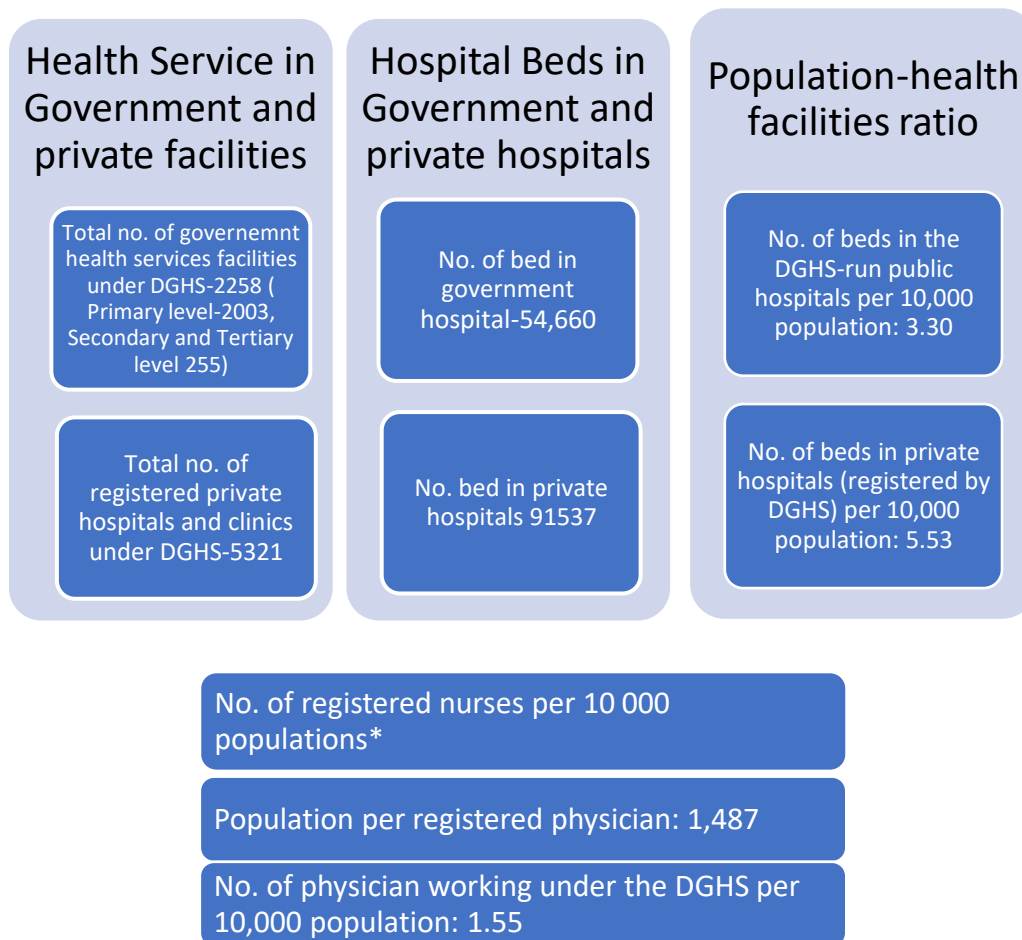 Health Service in
Government and
private facilities
Total no. of governemnt
health services facilities
under DGHS-2258 (
Primary level-2003,
Secondary and Tertiary
level 255)
Total no. of
registered private
hospitals and clinics
under DGHS-5321
Hospital Beds in
Government and
private hospitals
No. of bed in
government
hospital-54,660
No. bed in private
hospitals 91537
Population-health
facilities ratio
No. of beds in the
DGHS-run public
hospitals per 10,000
population: 3.30
No. of beds in private
hospitals (registered by
DGHS) per 10,000
population: 5.53
No. of registered nurses per 10 000
populations*
Population per registered physician: 1,487
No. of physician working under the DGHS per
10,000 population: 1.55